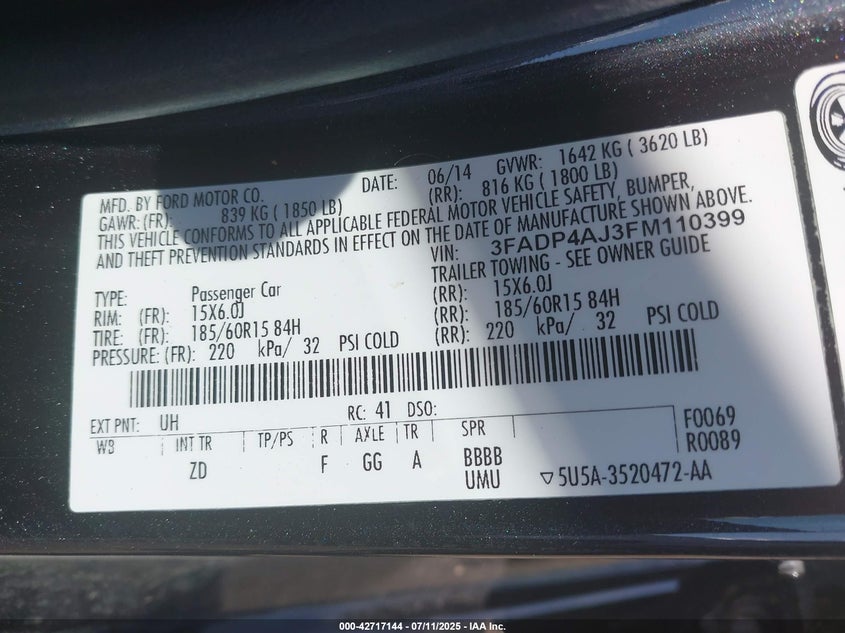 MFD. BY FORD MOTOR CO. DATE: 06/14 GVWR: 1642 KG ( 3620 LB)
GAWR: (FR): 839 KG ( 1850 LB) (RR): 816 KG ( 1800 LB)
THIS VEHICLE CONFORMS TO ALL APPLICABLE FEDERAL MOTOR VEHICLE SAFETY, BUMPER,
AND THEFT PREVENTION STANDARDS IN EFFECT ON THE DATE OF MANUFACTURE SHOWN ABOVE.
VIN: 3FADP4AJ3FM110399
TRAILER TOWING - SEE OWNER GUIDE
TYPE: Passenger Car
RIM: (FR): 15X6.0J (RR): 15X6.0J
TIRE: (FR): 185/60R15 84H (RR): 185/60R15 84H
PRESSURE: (FR): 220 kPa/ 32 PSI COLD (RR): 220 kPa/ 32 PSI COLD
EXT PNT: UH RC: 41 DSO: F0069
WB INT TR TP/PS R AXLE TR SPR R0089
ZD F GG A BBBB
UMU ▽5U5A-3520472-AA
000-42717144 | 07/11/2025 | IAA Inc.